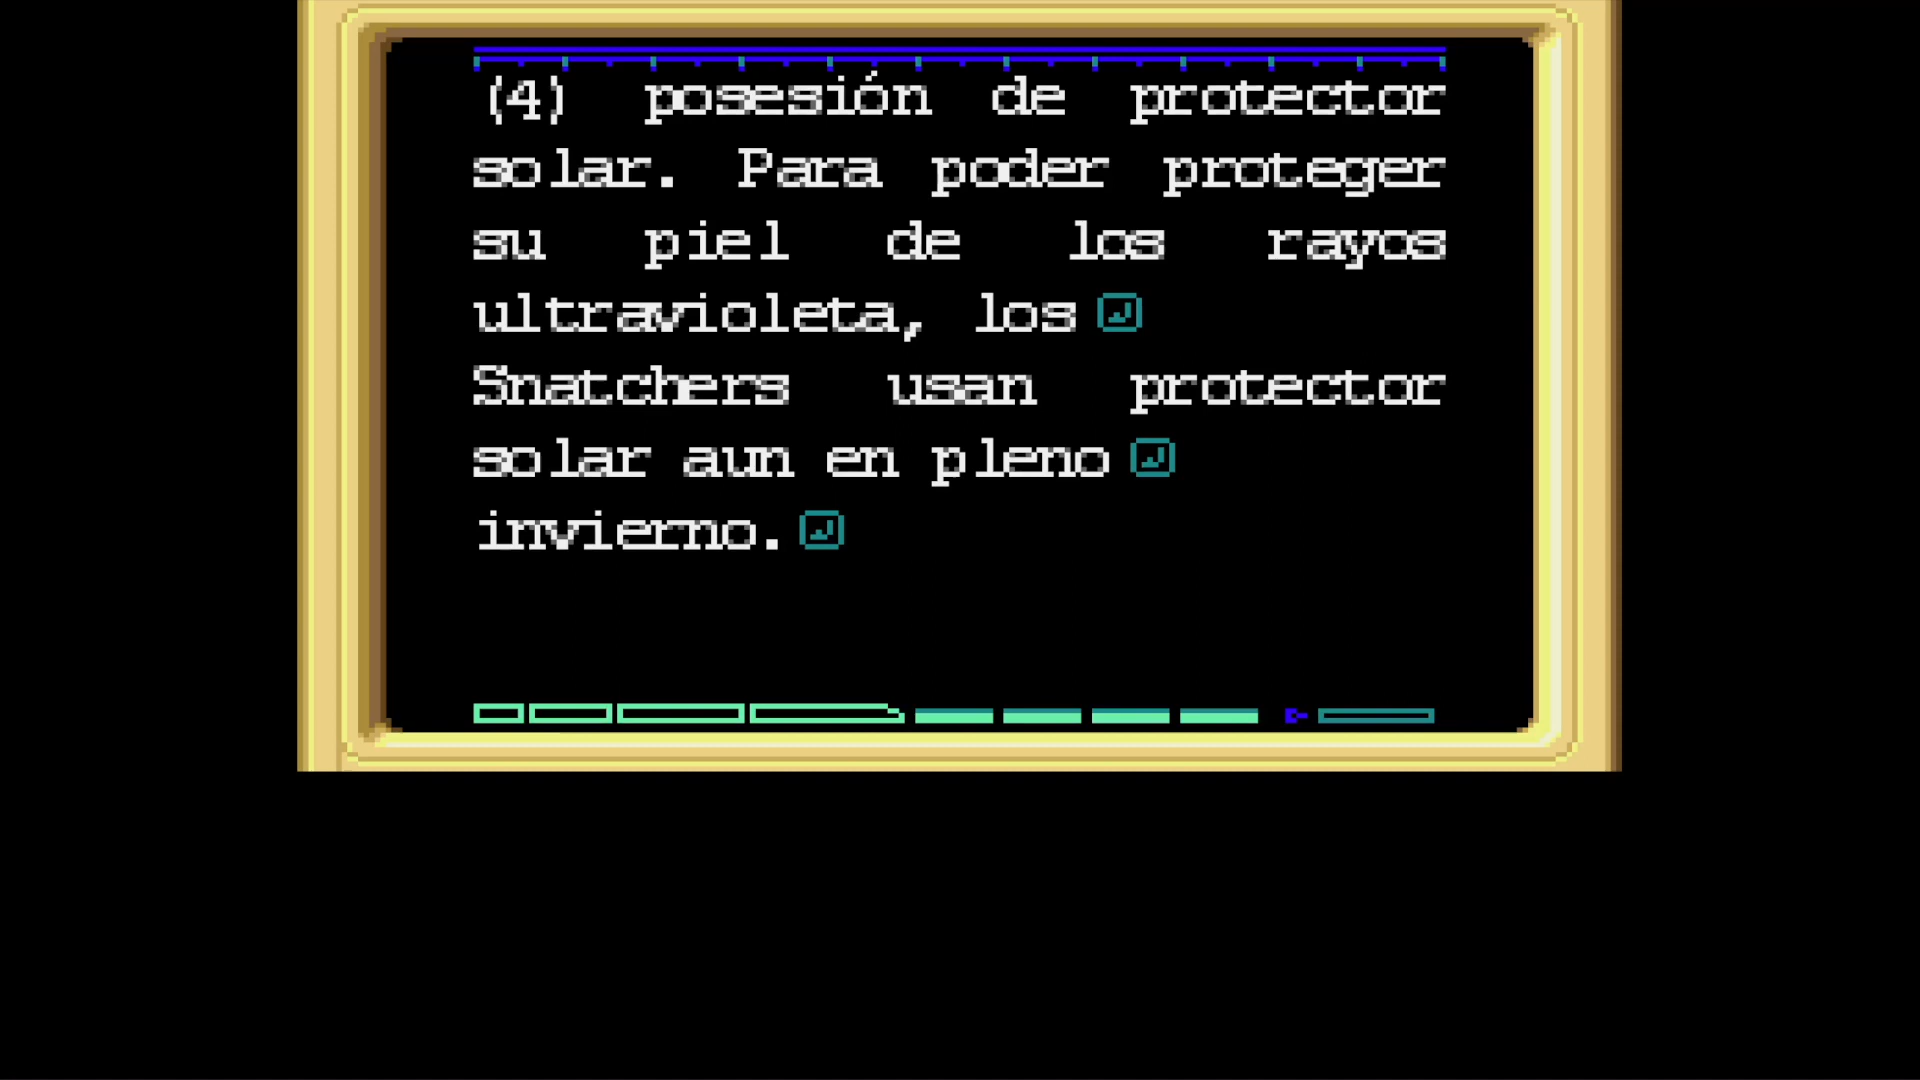 (4) posesión de protector
solar. Para poder proteger
su piel de los rayos
ultravioleta, los
Snatchers usan protector
solar aun en pleno
invierno.